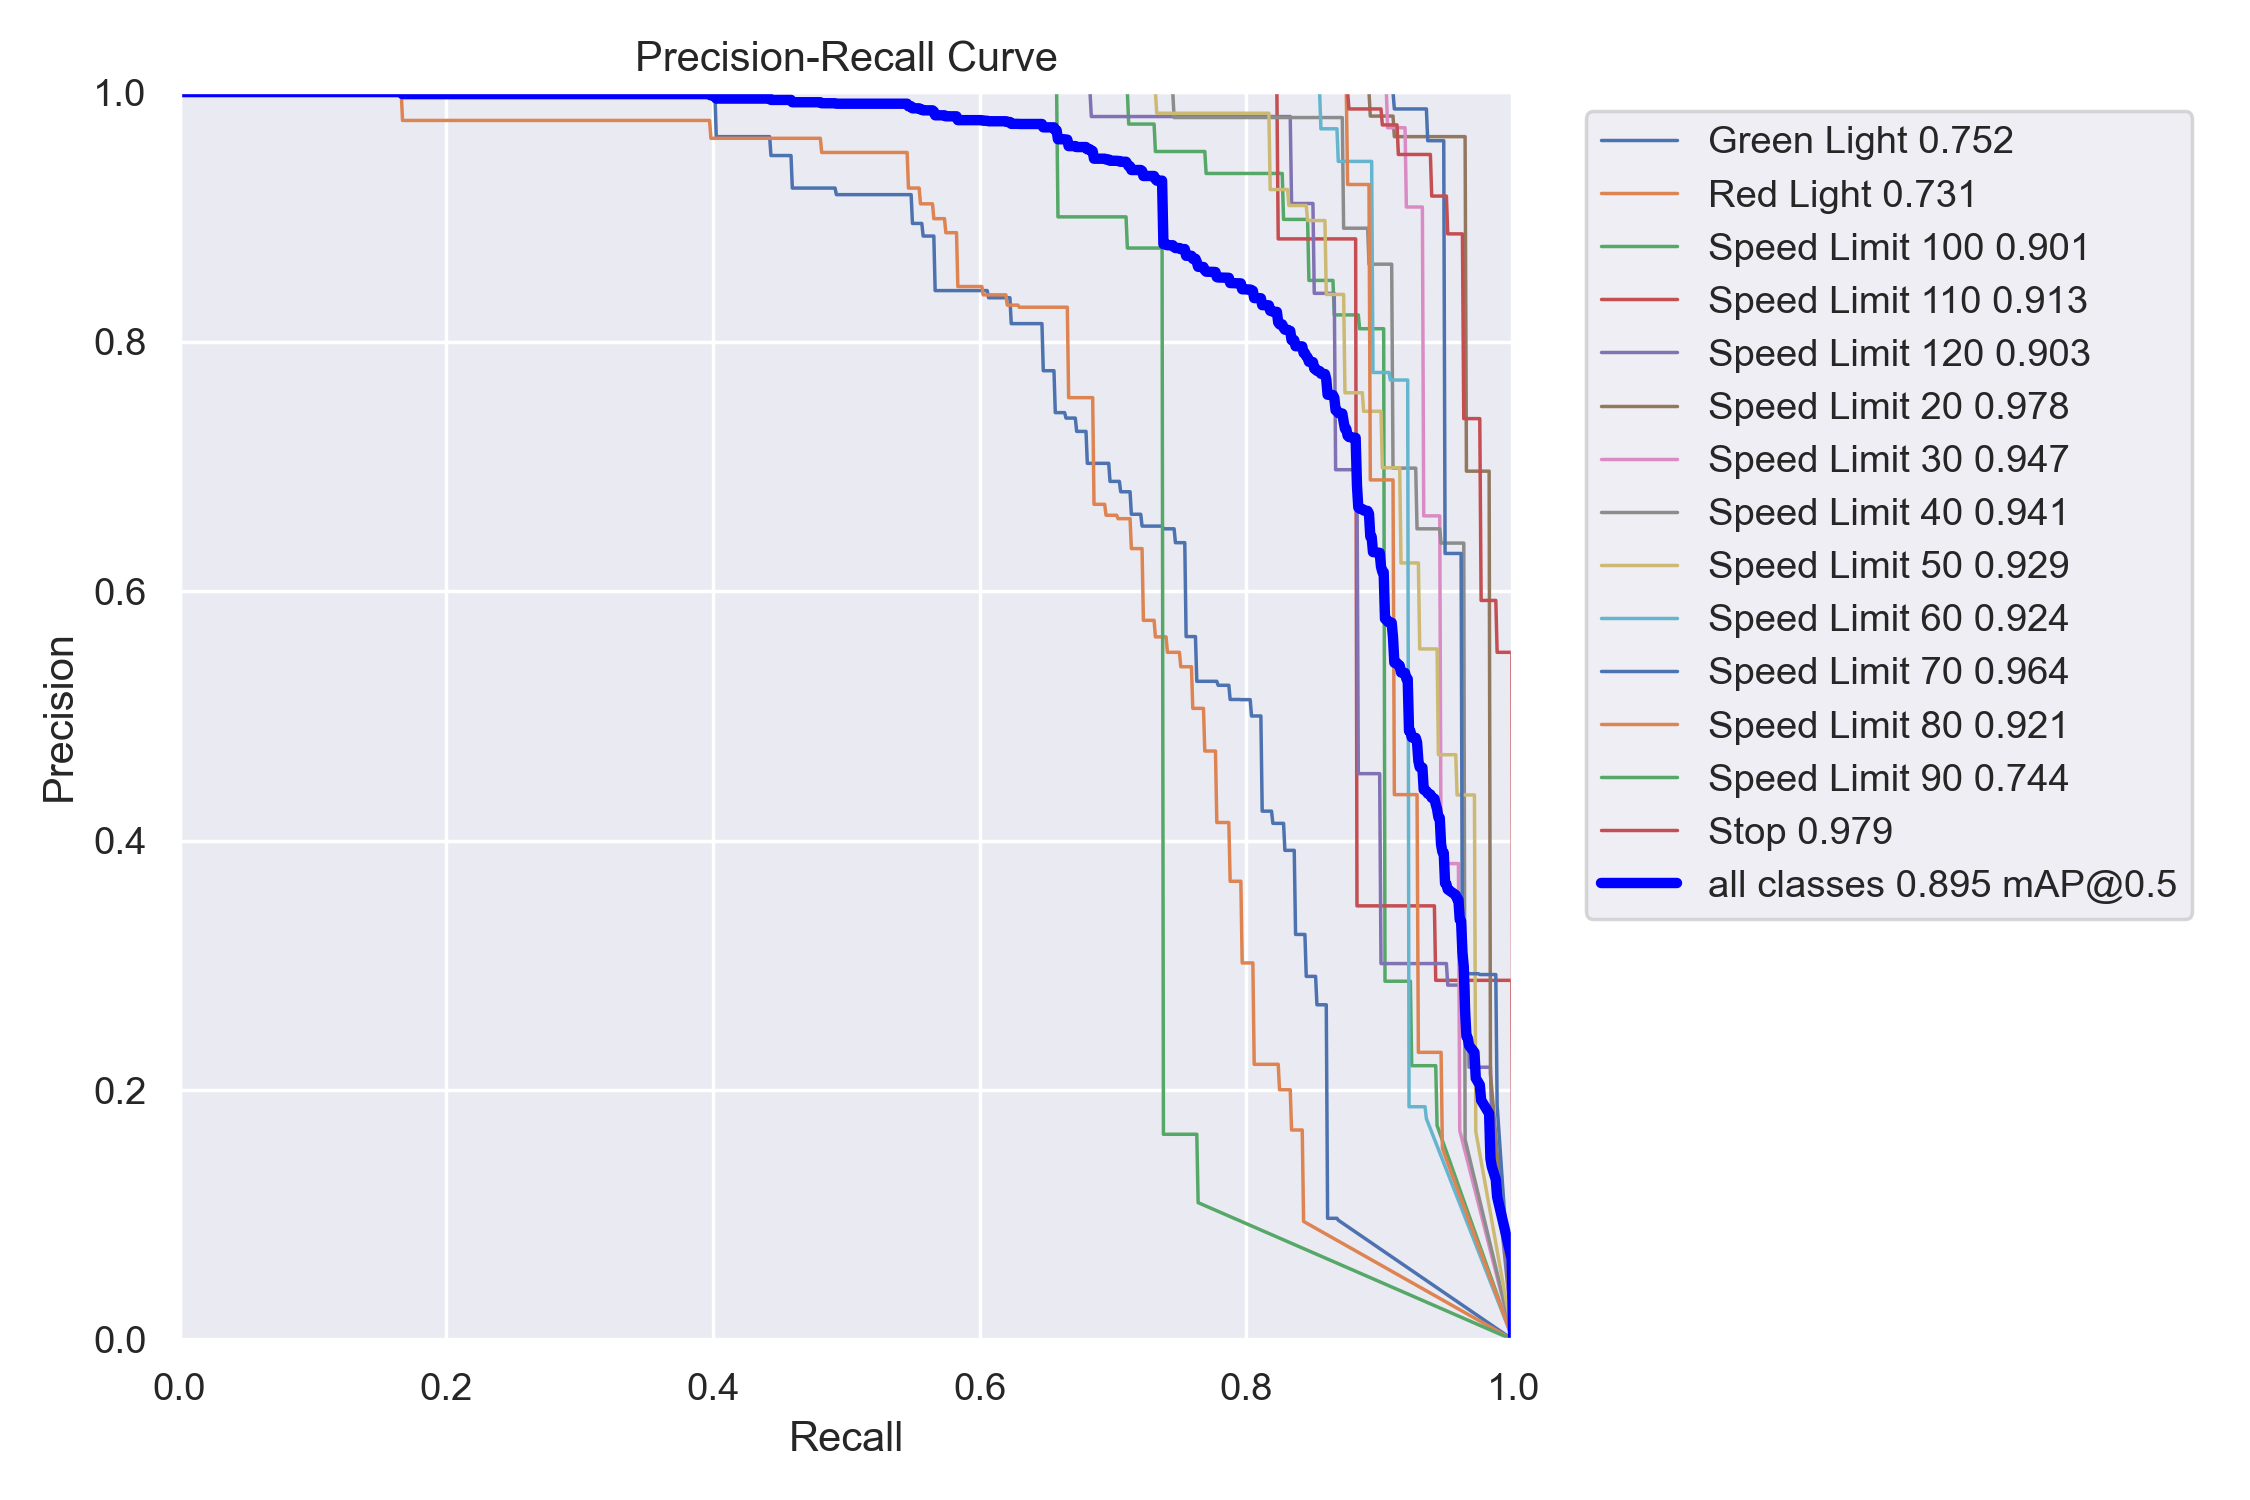 Precision-Recall Curve
1.0
0.8
0.6
0.4
0.2
0.0
Precision
0.0 0.2 0.4 0.6 0.8 1.0
Recall
Green Light 0.752
Red Light 0.731
Speed Limit 100 0.901
Speed Limit 110 0.913
Speed Limit 120 0.903
Speed Limit 20 0.978
Speed Limit 30 0.947
Speed Limit 40 0.941
Speed Limit 50 0.929
Speed Limit 60 0.924
Speed Limit 70 0.964
Speed Limit 80 0.921
Speed Limit 90 0.744
Stop 0.979
all classes 0.895 mAP@0.5